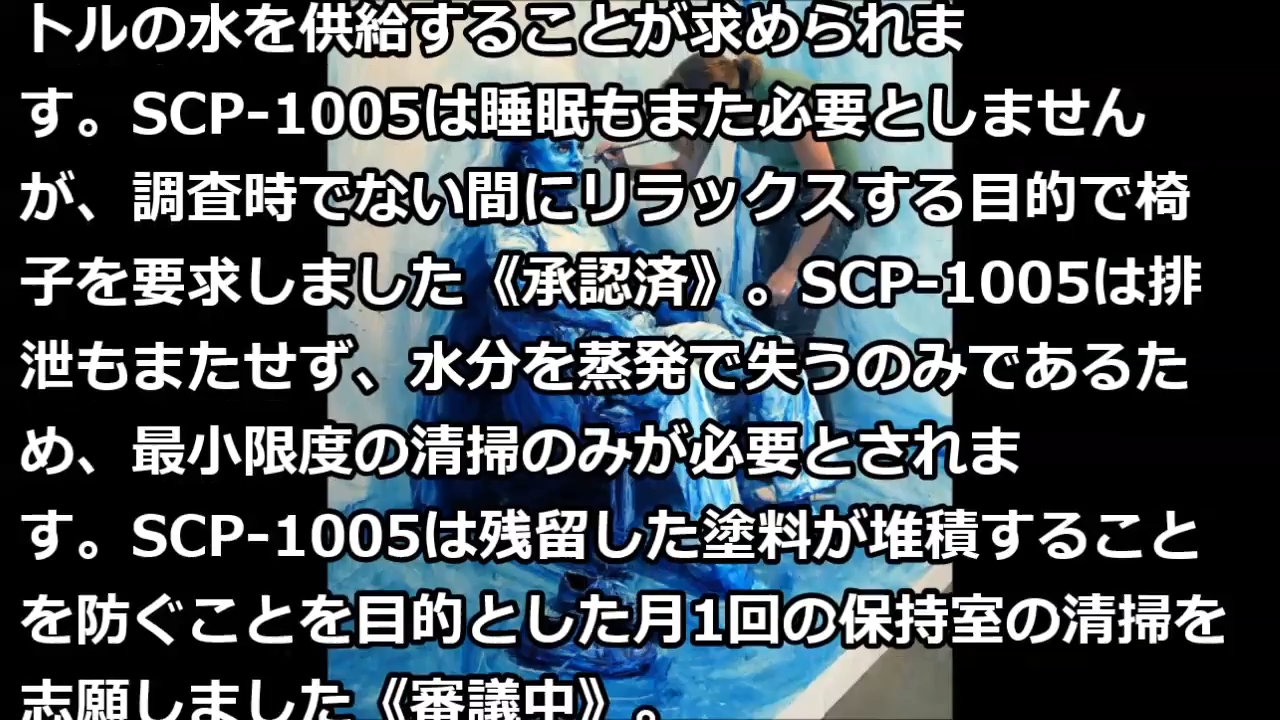 トルの水を供給することが求められま
す。SCP-1005は睡眠もまた必要としません
が、調査時でない間にリラックスする目的で椅
子を要求しました《承認済》。SCP-1005は排
泄もまたせず、水分を蒸発で失うのみであるた
め、最小限度の清掃のみが必要とされま
す。SCP-1005は残留した塗料が堆積すること
を防ぐことを目的とした月1回の保持室の清掃を
志願しました《審議中》。